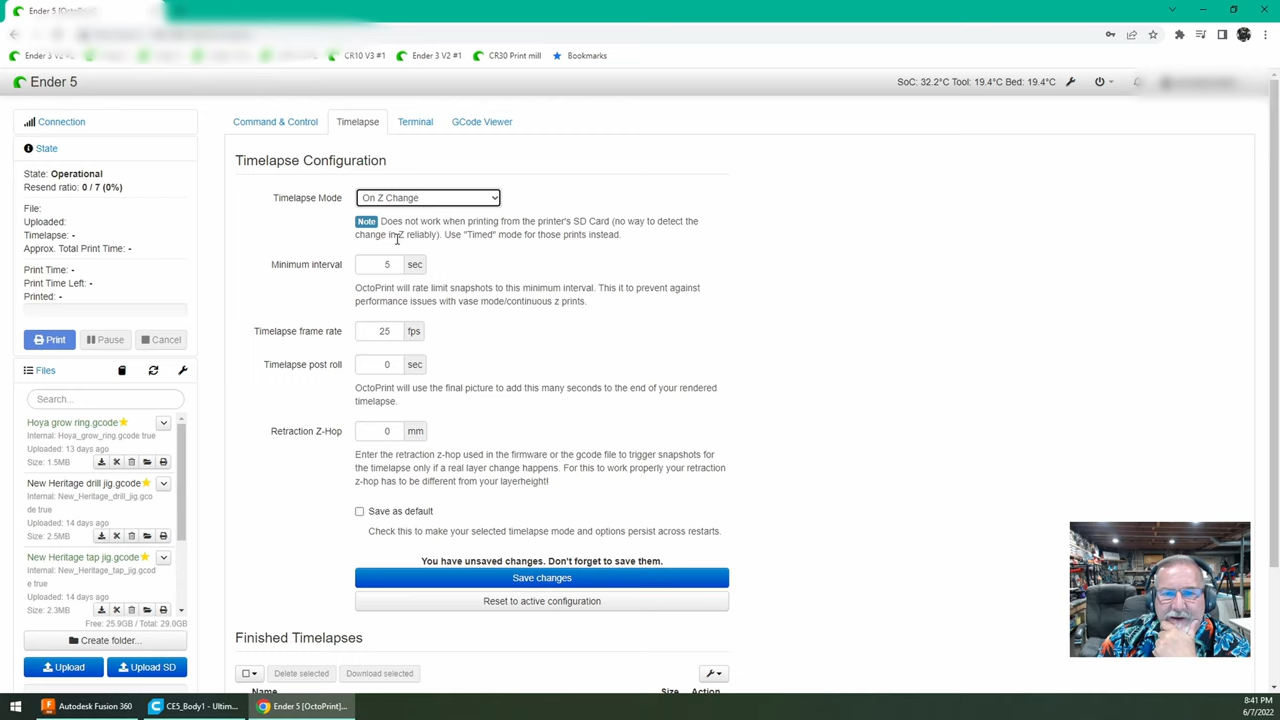 Ender 5 [OctoPrint]
Ender 3 V2 #2
CR10 V3 #1
Ender 3 V2 #1
CR30 Print mill
Bookmarks
Ender 5
SoC: 32.2°C Tool: 19.4°C Bed: 19.4°C
Connection
State
State: Operational
Resend ratio: 0 / 7 (0%)
File:
Uploaded:
Timelapse: -
Approx. Total Print Time: -
Print Time: -
Print Time Left: -
Printed: -
Print
Pause
Cancel
Files
Search...
Hoya grow ring.gcode
Internal: Hoya_grow_ring.gcode true
Uploaded: 13 days ago
Size: 1.5MB
New Heritage drill jig.gcode
Internal: New_Heritage_drill_jig.gco
de true
Uploaded: 14 days ago
Size: 2.5MB
New Heritage tap jig.gcode
Internal: New_Heritage_tap_jig.gcod
e true
Uploaded: 14 days ago
Size: 2.3MB
Free: 25.9GB / Total: 29.0GB
Create folder...
Upload
Upload SD
Command & Control
Timelapse
Terminal
GCode Viewer
Timelapse Configuration
Timelapse Mode
On Z Change
Note Does not work when printing from the printer's SD Card (no way to detect the
change in Z reliably). Use "Timed" mode for those prints instead.
Minimum interval
5 sec
OctoPrint will rate limit snapshots to this minimum interval. This it to prevent against
performance issues with vase mode/continuous z prints.
Timelapse frame rate
25 fps
Timelapse post roll
0 sec
OctoPrint will use the final picture to add this many seconds to the end of your rendered
timelapse.
Retraction Z-Hop
0 mm
Enter the retraction z-hop used in the firmware or the gcode file to trigger snapshots for
the timelapse only if a real layer change happens. For this to work properly your retraction
z-hop has to be different from your layerheight!
Save as default
Check this to make your selected timelapse mode and options persist across restarts.
You have unsaved changes. Don't forget to save them.
Save changes
Reset to active configuration
Finished Timelapses
Delete selected
Download selected
Name
Size
Action
Autodesk Fusion 360
CE5_Body1 - Ultim...
Ender 5 [OctoPrint]...
8:41 PM
6/7/2022